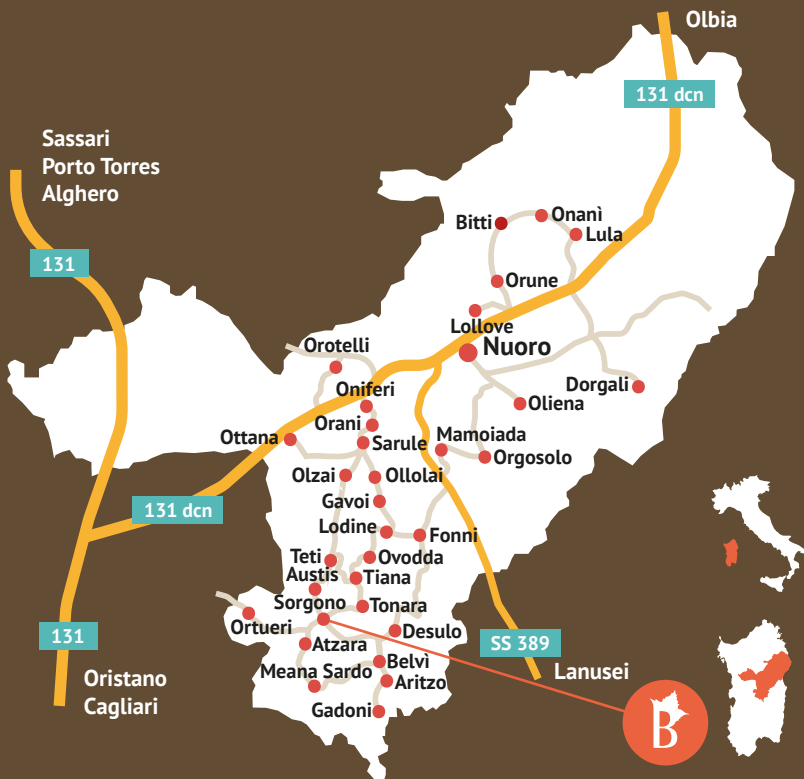 Olbia
131 dcn
Sassari
Porto Torres
Alghero
131
Bitti
Onanì
Lula
Orune
Lollove
Nuoro
Orotelli
Oniferi
Dorgali
Oliena
Orani
Ottana
Sarule
Mamoiada
Orgosolo
Olzai
Ollolai
Gavoi
131 dcn
Lodine
Fonni
Teti
Ovodda
Austis
Tiana
Sorgono
Tonara
Ortueri
Desulo
131
SS 389
Atzara
Belvì
Meana Sardo
Aritzo
Lanusei
Oristano
Cagliari
Gadoni
B